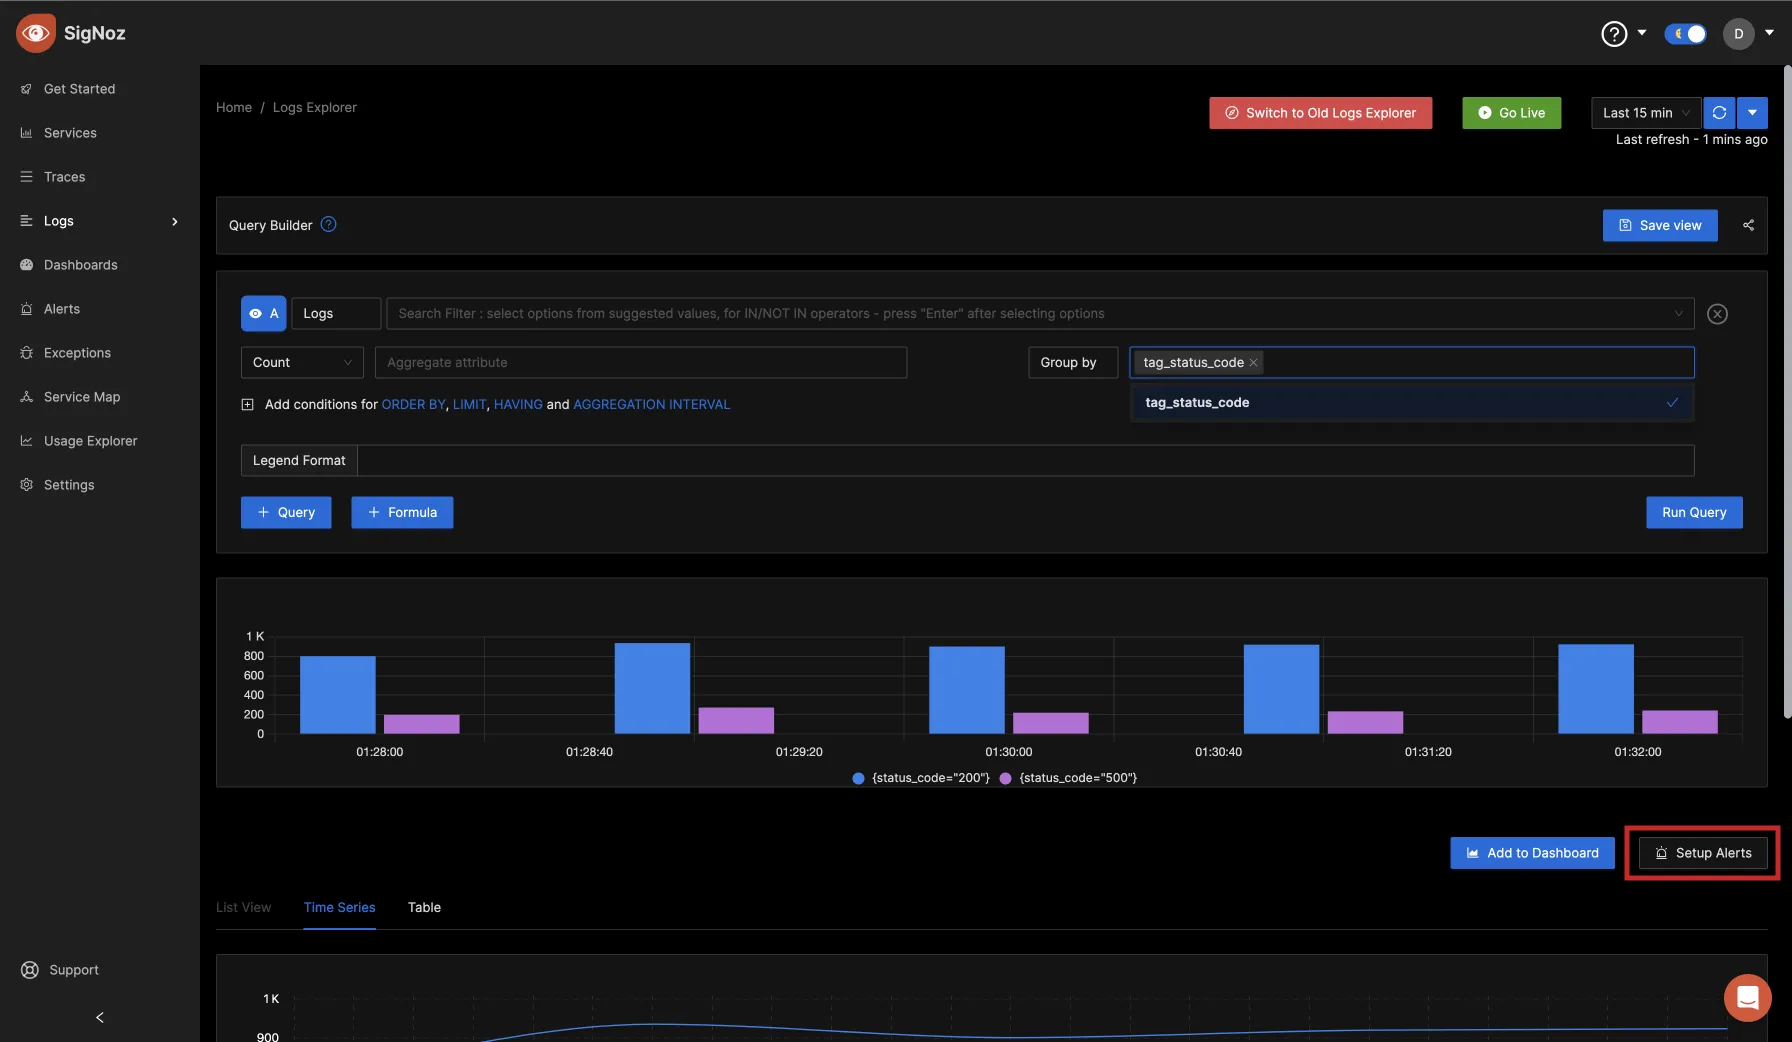 SigNoz
D
Get Started
Services
Traces
Logs
Dashboards
Alerts
Exceptions
Service Map
Usage Explorer
Settings
Support
Home / Logs Explorer
Switch to Old Logs Explorer
Go Live
Last 15 min
Last refresh - 1 mins ago
Query Builder
Save view
A
Logs
Search Filter : select options from suggested values, for IN/NOT IN operators - press "Enter" after selecting options
Count
Aggregate attribute
Group by
tag_status_code
tag_status_code
Add conditions for ORDER BY, LIMIT, HAVING and AGGREGATION INTERVAL
Legend Format
+ Query
+ Formula
Run Query
1 K
800
600
400
200
0
01:28:00 01:28:40 01:29:20 01:30:00 01:30:40 01:31:20 01:32:00
{status_code="200"} {status_code="500"}
Add to Dashboard
Setup Alerts
List View Time Series Table
1 K
900